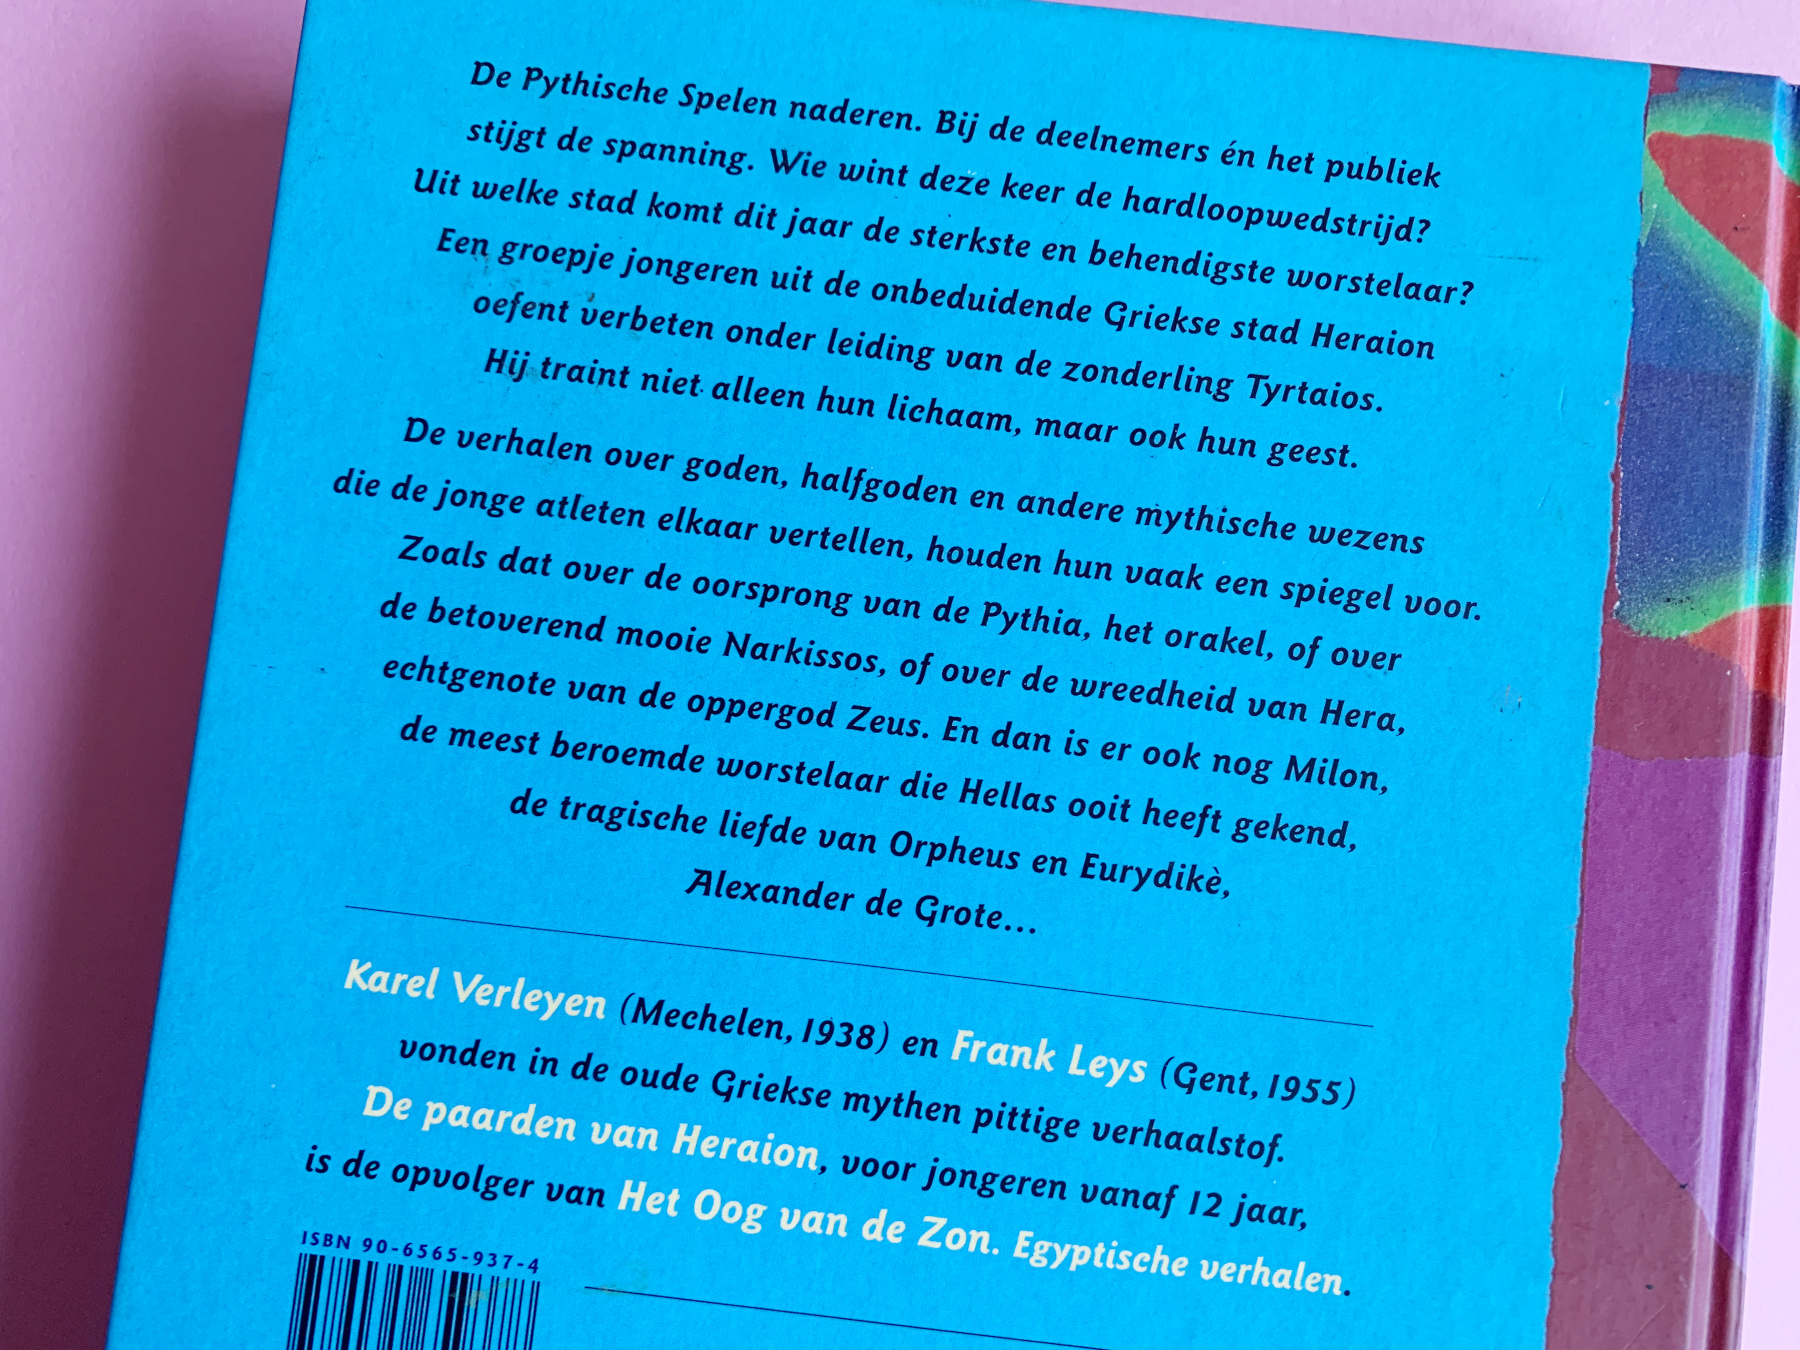 De Pythische Spelen naderen. Bij de deelnemers én het publiek
stijgt de spanning. Wie wint deze keer de hardloopwedstrijd?
Uit welke stad komt dit jaar de sterkste en behendigste worstelaar?
Een groepje jongeren uit de onbeduidende Griekse stad Heraion
oefent verbeten onder leiding van de zonderling Tyrtaios.
Hij traint niet alleen hun lichaam, maar ook hun geest.
De verhalen over goden, halfgoden en andere mythische wezens
die de jonge atleten elkaar vertellen, houden hun vaak een spiegel voor.
Zoals dat over de oorsprong van de Pythia, het orakel, of over
de betoverend mooie Narkissos, of over de wreedheid van Hera,
echtgenote van de oppergod Zeus. En dan is er ook nog Milon,
de meest beroemde worstelaar die Hellas ooit heeft gekend,
de tragische liefde van Orpheus en Eurydikè,
Alexander de Grote...
Karel Verleyen (Mechelen, 1938) en Frank Leys (Gent, 1955)
vonden in de oude Griekse mythen pittige verhaalstof.
De paarden van Heraion, voor jongeren vanaf 12 jaar,
is de opvolger van Het Oog van de Zon. Egyptische verhalen.
ISBN 90-6565-937-4